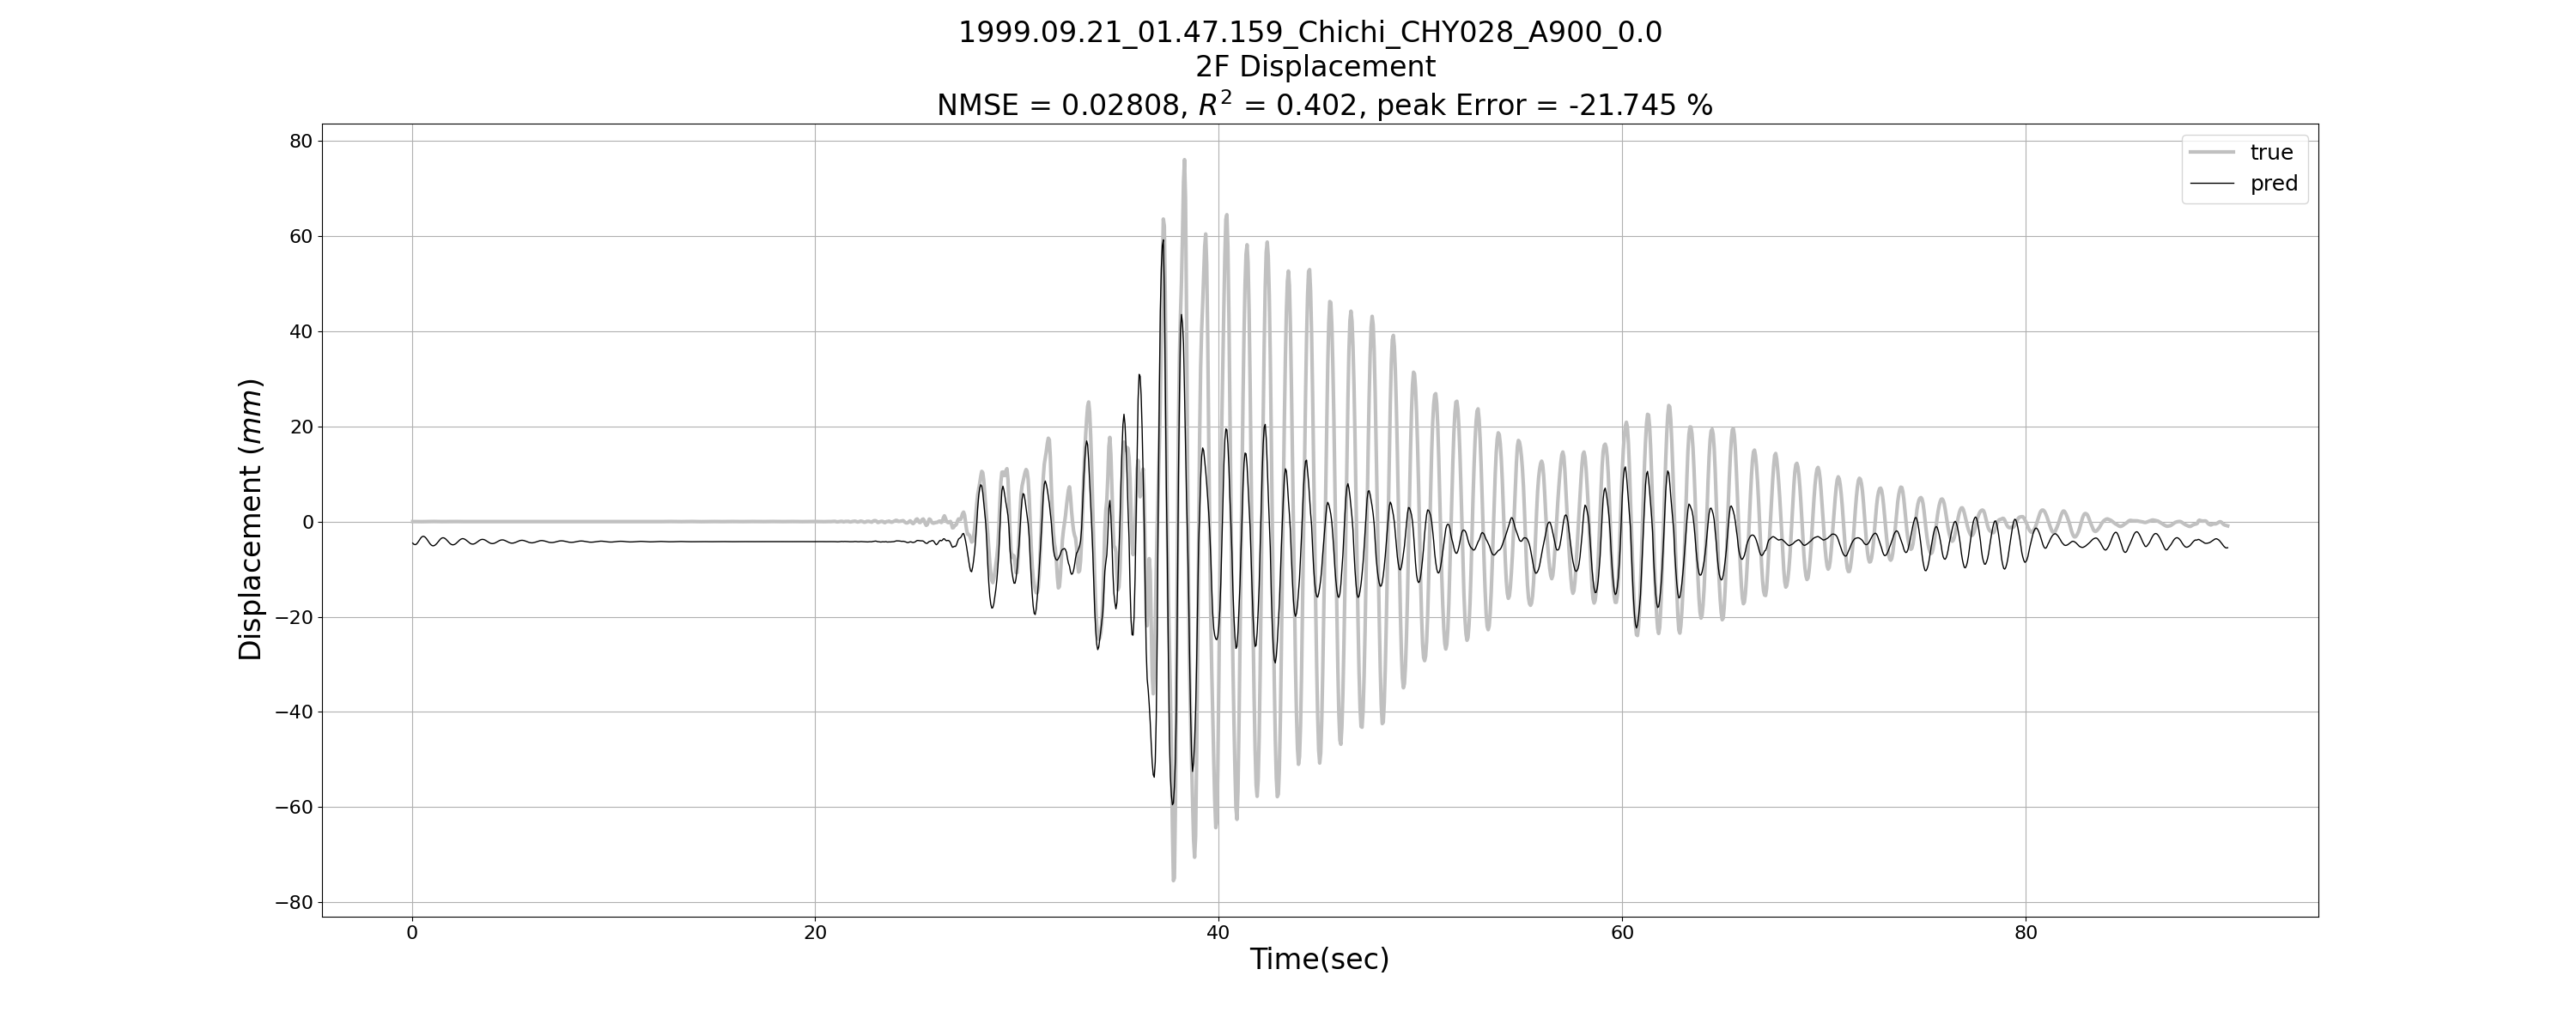 1999.09.21_01.47.159_Chichi_CHY028_A900_0.0
2F Displacement
NMSE = 0.02808, R² = 0.402, peak Error = -21.745 %
true
pred
Displacement (mm)
80
60
40
20
0
−20
−40
−60
−80
0 20 40 60 80
Time(sec)